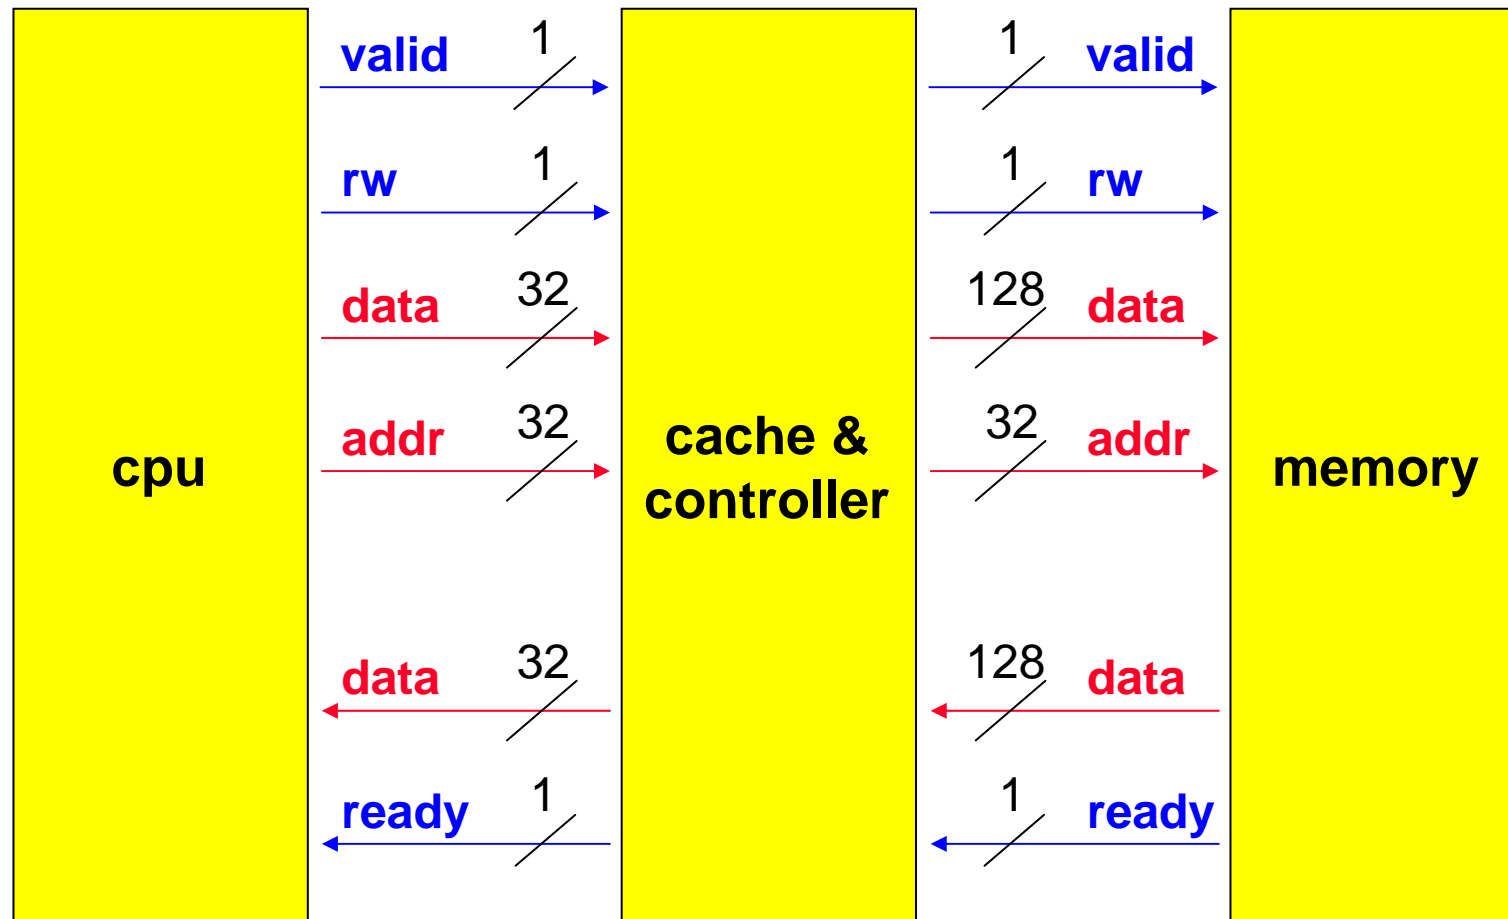 1
1
valid
valid
1
1
rw
rw
32
128
data
data
32
32
addr
addr
cpu
cache &
controller
memory
32
128
data
data
1
1
ready
ready